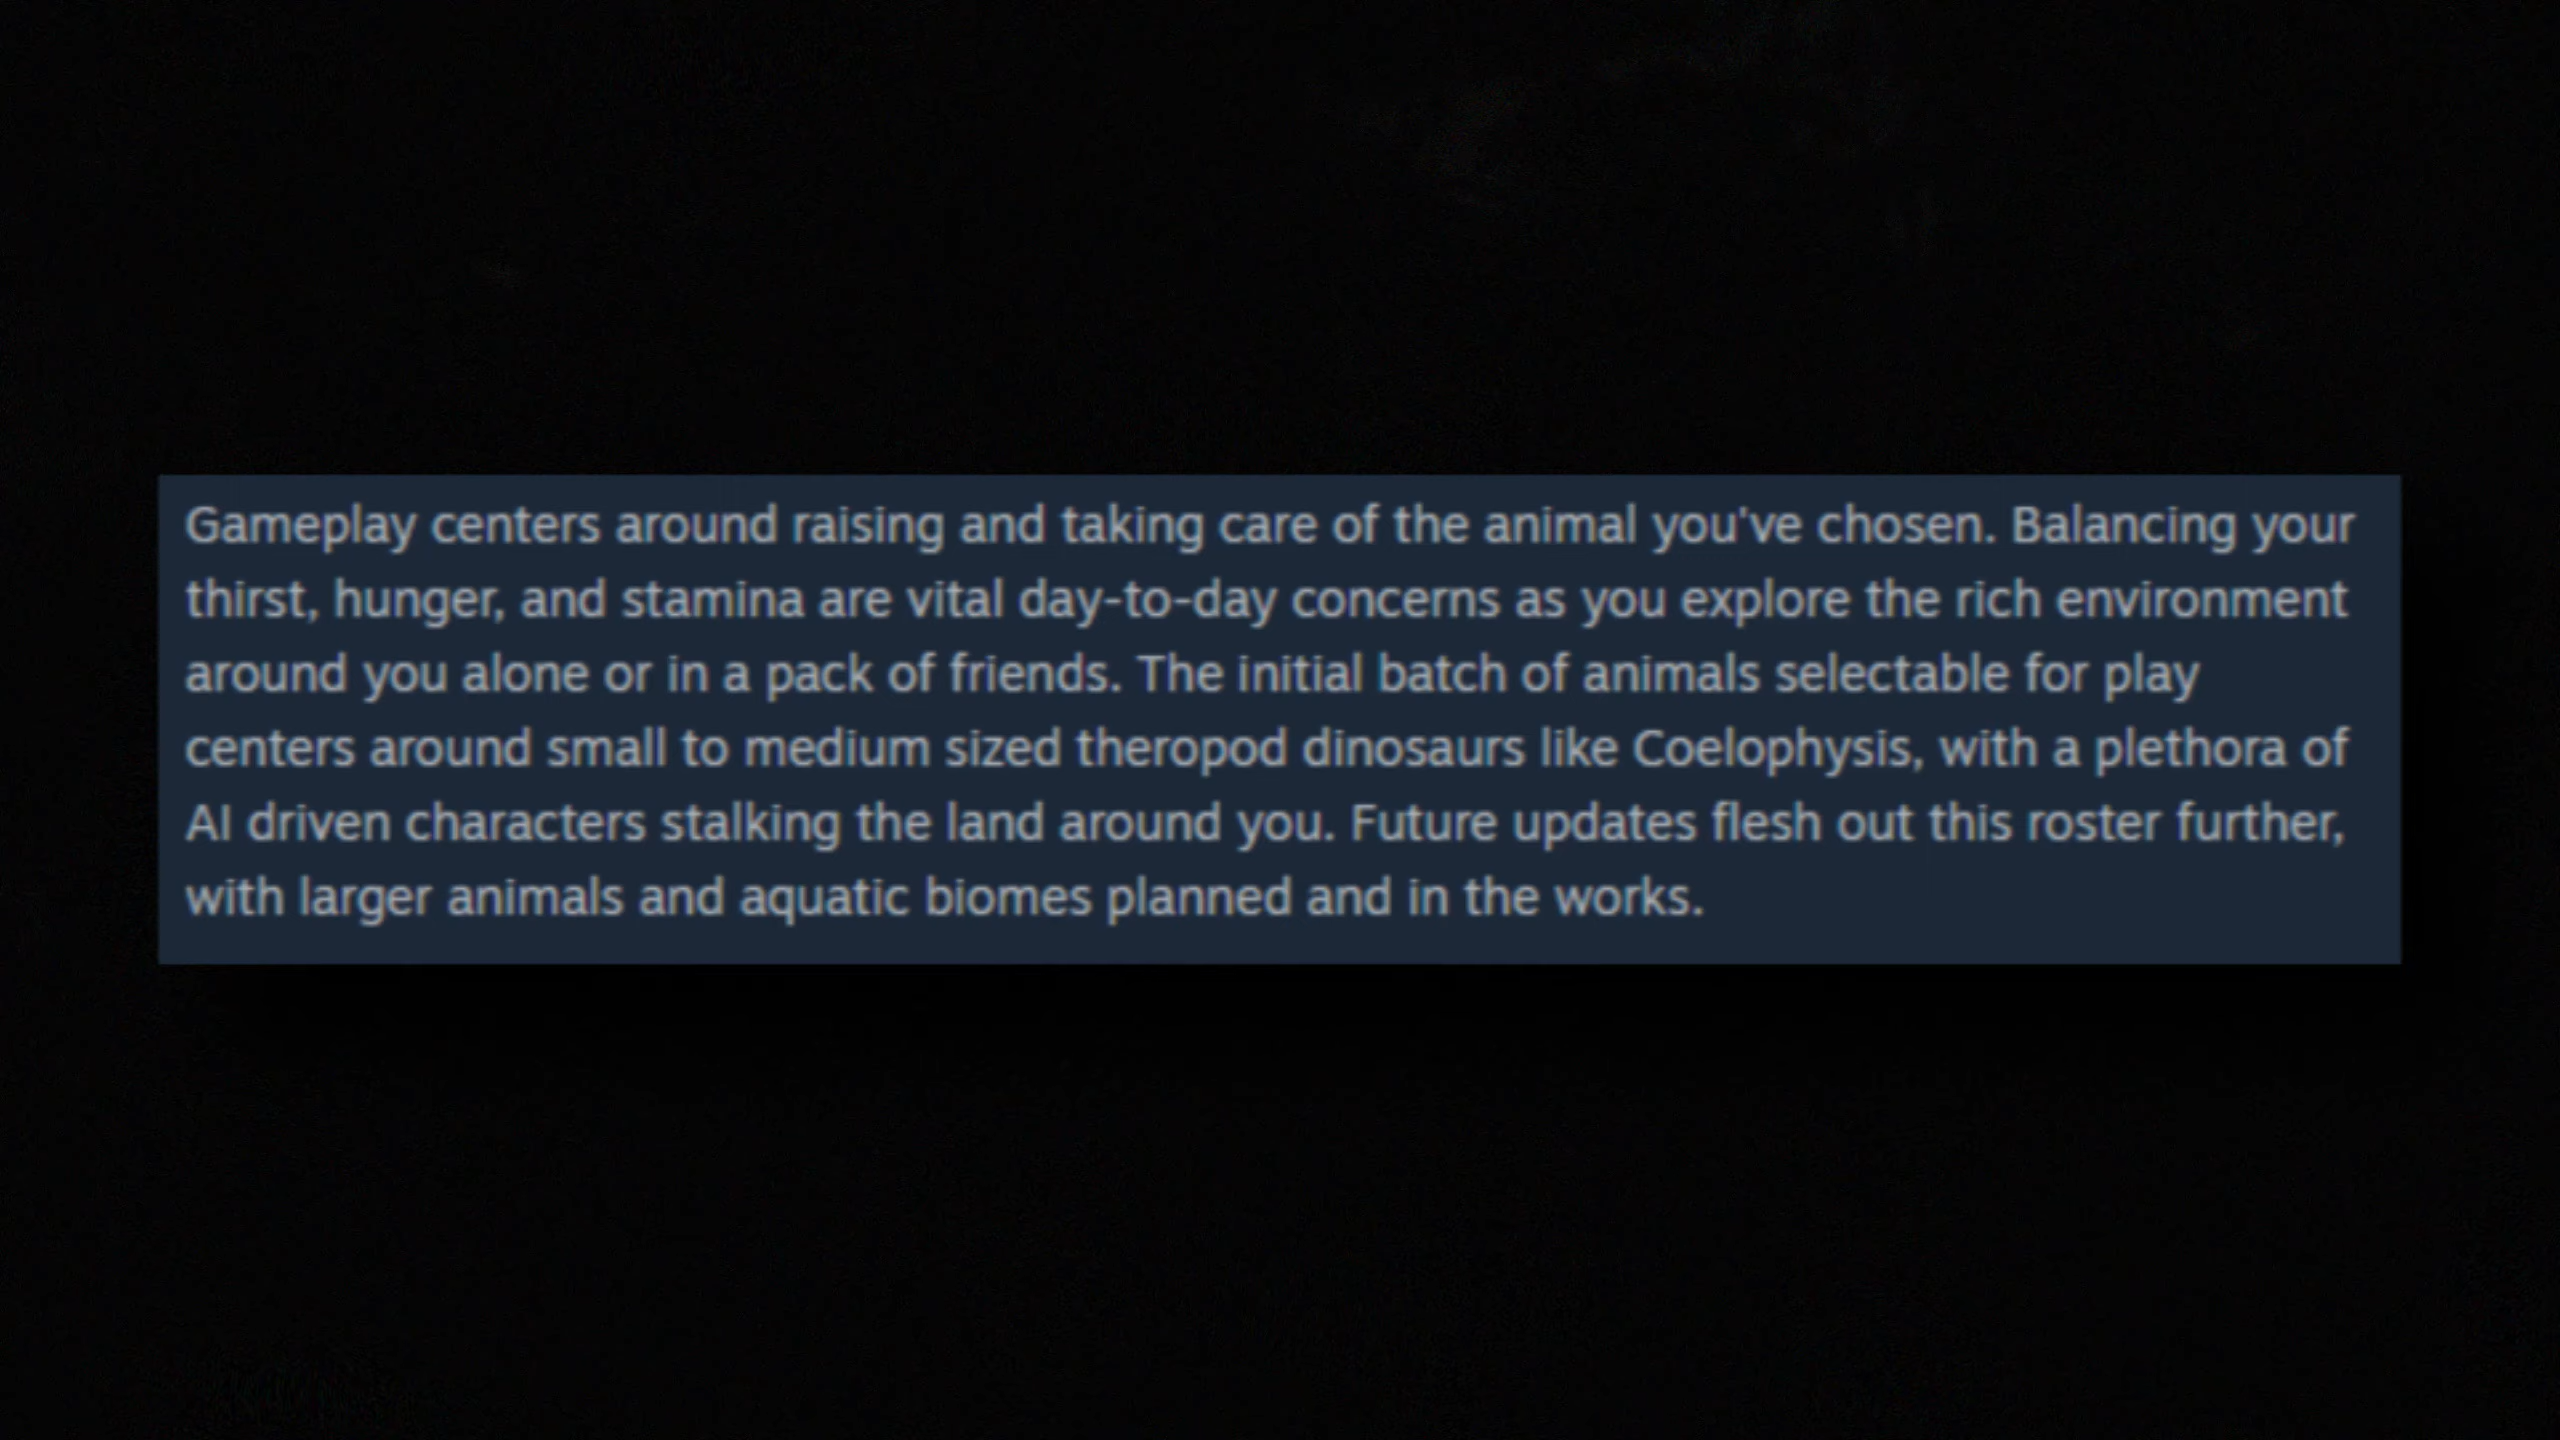 Gameplay centers around raising and taking care of the animal you've chosen. Balancing your
thirst, hunger, and stamina are vital day-to-day concerns as you explore the rich environment
around you alone or in a pack of friends. The initial batch of animals selectable for play
centers around small to medium sized theropod dinosaurs like Coelophysis, with a plethora of
AI driven characters stalking the land around you. Future updates flesh out this roster further,
with larger animals and aquatic biomes planned and in the works.